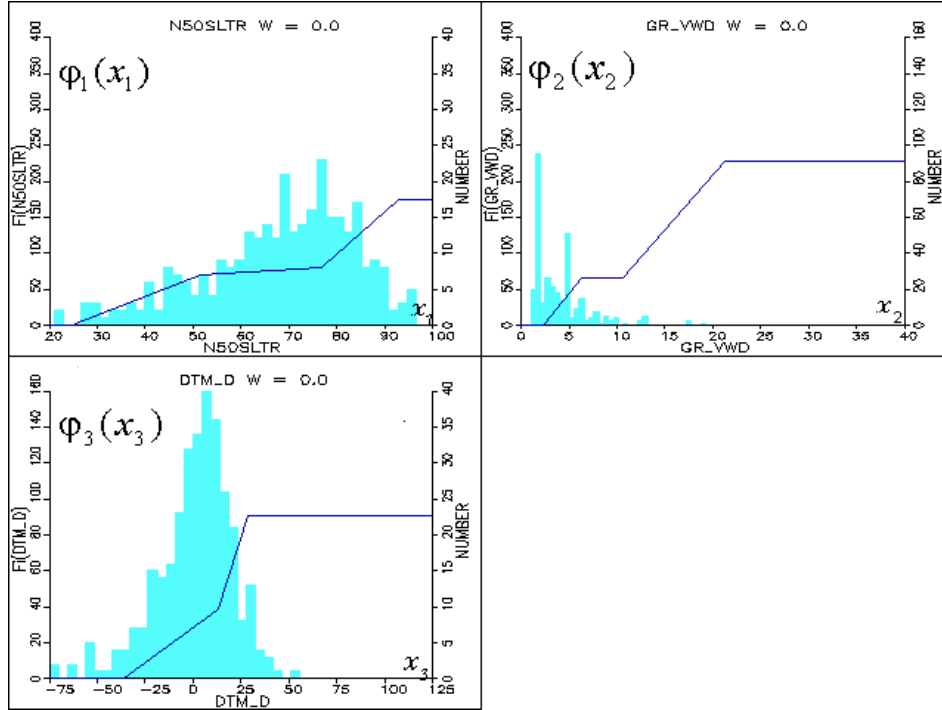 N50SLTR W = 0.0
φ₁(x₁)
Fi(N50SLTR)
0 50 100 150 200 250 300 350 400
NUMBER
0 5 10 15 20 25 30 35 40
x₁
20 30 40 50 60 70 80 90 100
N50SLTR
GR_VWD W = 0.0
φ₂(x₂)
Fi(GR_VWD)
0 50 100 150 200 250 300 350 400
NUMBER
0 20 40 60 80 100 120 140 160
x₂
0 5 10 15 20 25 30 35 40
GR_VWD
DTM_D W = 0.0
φ₃(x₃)
Fi(DTM_D)
0 20 40 60 80 100 120 140 160
NUMBER
0 5 10 15 20 25 30 35 40
x₃
−75 −50 −25 0 25 50 75 100 125
DTM_D